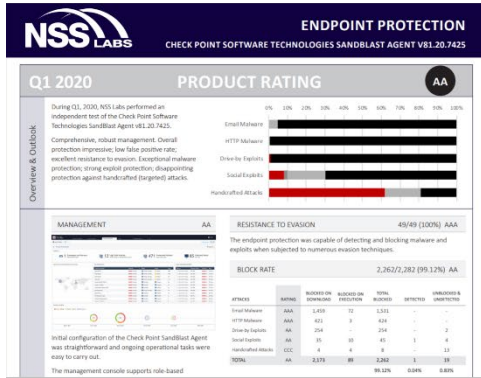 NSS LABS
ENDPOINT PROTECTION
CHECK POINT SOFTWARE TECHNOLOGIES SANDBLAST AGENT V81.20.7425
Q1 2020
PRODUCT RATING
AA
Overview & Outlook
During Q1, 2020, NSS Labs performed an
independent test of the Check Point Software
Technologies SandBlast Agent v81.20.7425.
Comprehensive, robust management. Overall
protection impressive; low false positive rate;
excellent resistance to evasion. Exceptional malware
protection; strong exploit protection; disappointing
protection against handcrafted (targeted) attacks.
0% 10% 20% 30% 40% 50% 60% 70% 80% 90% 100%
Email Malware
HTTP Malware
Drive-by Exploits
Social Exploits
Handcrafted Attacks
MANAGEMENT AA
Initial configuration of the Check Point SandBlast Agent
was straightforward and ongoing operational tasks were
easy to carry out.
The management console supports role-based
RESISTANCE TO EVASION 49/49 (100%) AAA
The endpoint protection was capable of detecting and blocking malware and
exploits when subjected to numerous evasion techniques.
BLOCK RATE 2,262/2,282 (99.12%) AA
ATTACKS RATING BLOCKED ON DOWNLOAD BLOCKED ON EXECUTION TOTAL BLOCKED DETECTED UNBLOCKED & UNDETECTED
Email Malware AAA 1,459 72 1,531 - -
HTTP Malware AAA 421 3 424 - -
Drive-by Exploits AA 254 - 254 - 2
Social Exploits AA 35 10 45 1 4
Handcrafted Attacks CCC 4 4 8 - 13
TOTAL AA 2,173 89 2,262 1 19
99.12% 0.04% 0.83%